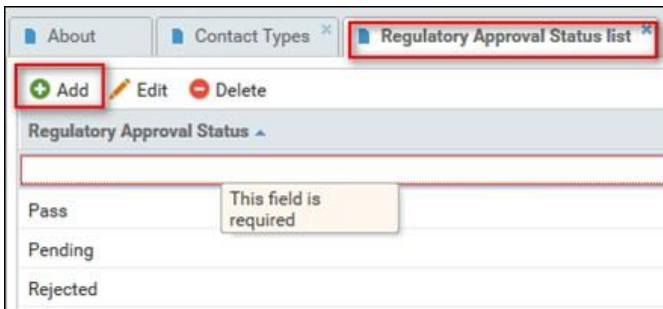 About Contact Types Regulatory Approval Status list
Add Edit Delete
Regulatory Approval Status
This field is
required
Pass
Pending
Rejected